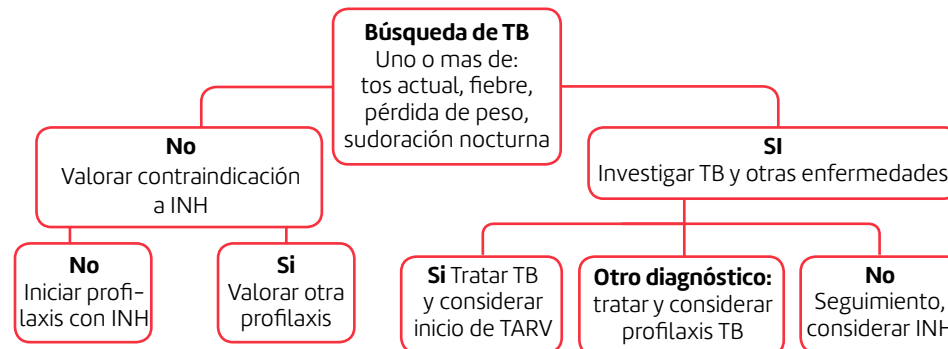 Búsqueda de TB
Uno o mas de:
tos actual, fiebre,
pérdida de peso,
sudoración nocturna
No
Valorar contraindicación
a INH
SI
Investigar TB y otras enfermedades
No
Iniciar profi-
laxis con INH
Si
Valorar otra
profilaxis
Si Tratar TB
y considerar
inicio de TARV
Otro diagnóstico:
tratar y considerar
profilaxis TB
No
Seguimiento,
considerar INH